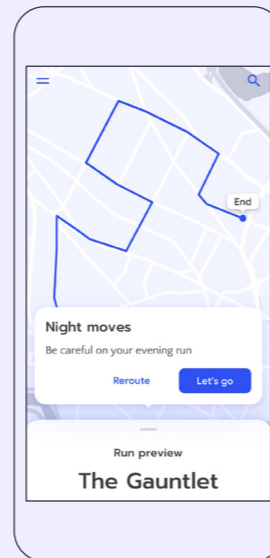 End
Night moves
Be careful on your evening run
Reroute Let's go
Run preview
The Gauntlet